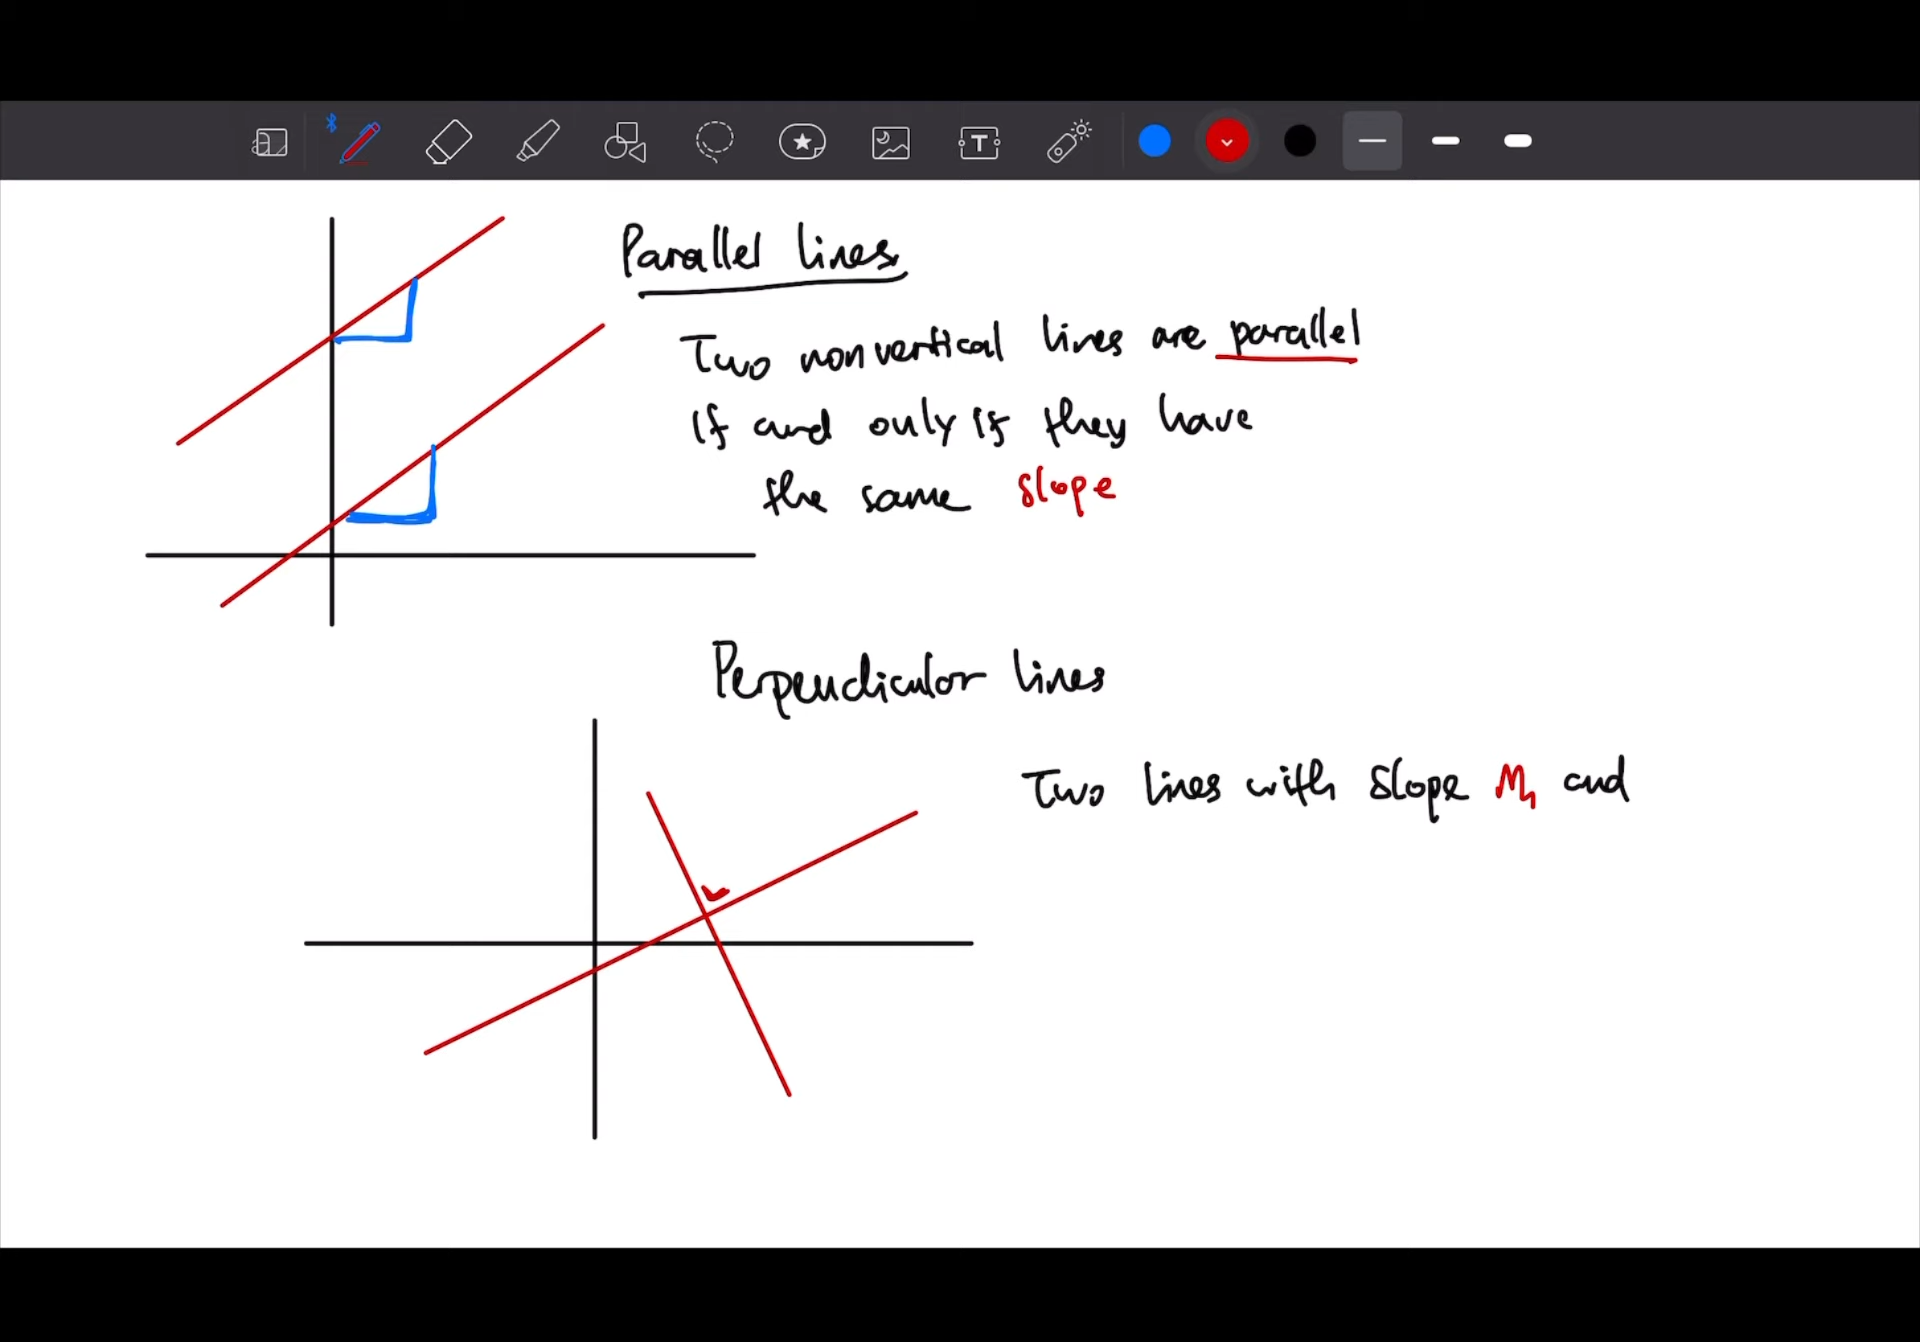 Parallel lines
Two nonvertical lines are parallel
if and only if they have
the same slope
Perpendicular lines
Two lines with slope m₁ and